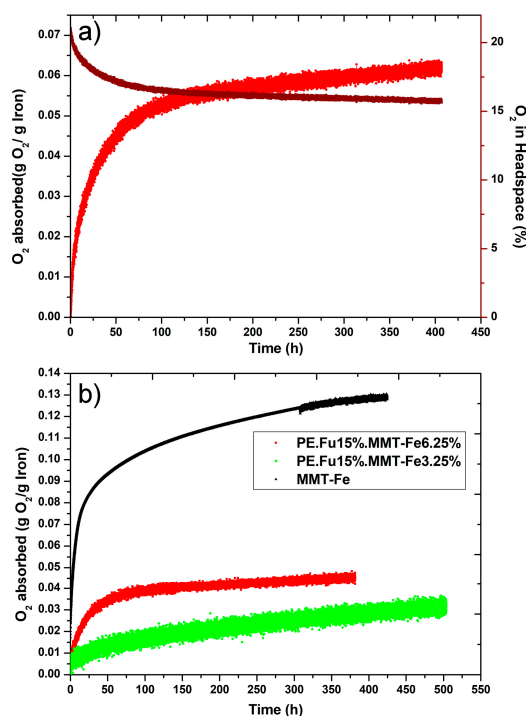 a)
0.07
0.06
0.05
0.04
0.03
0.02
0.01
0.00
O2 absorbed(g O2/ g Iron)
20
15
10
5
0
O2 in Headspace (%)
0 50 100 150 200 250 300 350 400 450
Time (h)
b)
0.14
0.13
0.12
0.11
0.10
0.09
0.08
0.07
0.06
0.05
0.04
0.03
0.02
0.01
0.00
O2 absorbed (g O2/g Iron)
PE.Fu15%.MMT-Fe6.25%
PE.Fu15%.MMT-Fe3.25%
MMT-Fe
0 50 100 150 200 250 300 350 400 450 500 550
Time (h)